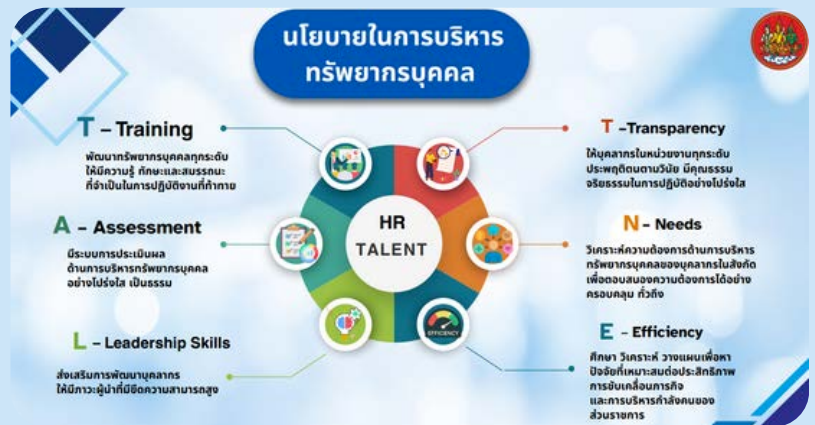 นโยบายในการบริหาร
ทรัพยากรบุคคล
T – Training
พัฒนาทรัพยากรบุคคลทุกระดับ
ให้มีความรู้ ทักษะและสมรรถนะ
ที่จำเป็นในการปฏิบัติงานที่ท้าทาย
A – Assessment
มีระบบการประเมินผล
ด้านการบริหารทรัพยากรบุคคล
อย่างโปร่งใส เป็นธรรม
L – Leadership Skills
ส่งเสริมการพัฒนาบุคลากร
ให้มีภาวะผู้นำที่มีขีดความสามารถสูง
HR
TALENT
EFFICIENCY
T –Transparency
ให้บุคลากรในหน่วยงานทุกระดับ
ประพฤติตนตามวินัย มีคุณธรรม
จริยธรรมในการปฏิบัติอย่างโปร่งใส
N – Needs
วิเคราะห์ความต้องการด้านการบริหาร
ทรัพยากรบุคคลของบุคลากรในสังกัด
เพื่อตอบสนองความต้องการได้อย่าง
ครอบคลุม ทั่วถึง
E – Efficiency
ศึกษา วิเคราะห์ วางแผนเพื่อหา
ปัจจัยที่เหมาะสมต่อประสิทธิภาพ
การขับเคลื่อนภารกิจ
และการบริหารกำลังคนของ
ส่วนราชการ